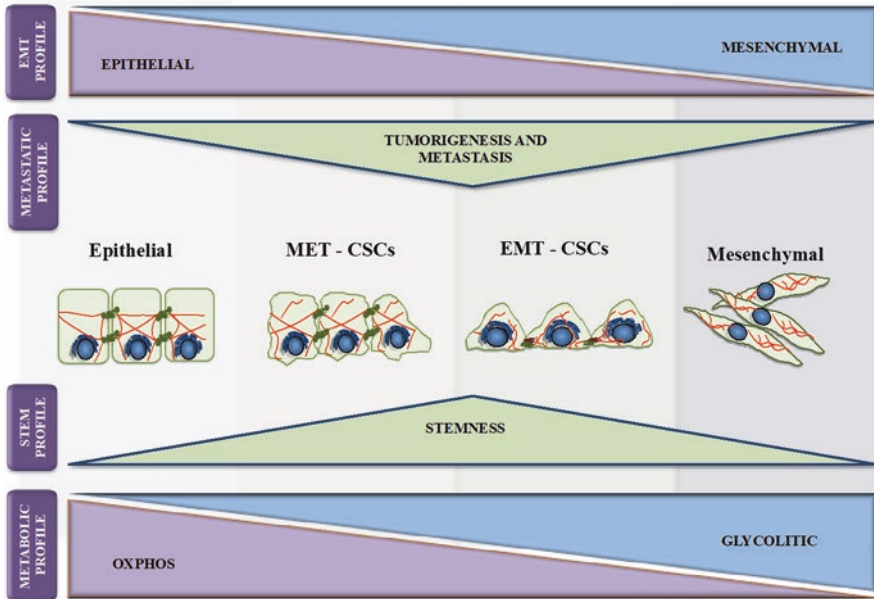 EMT
PROFILE
EPITHELIAL
MESENCHYMAL
METASTATIC
PROFILE
TUMORIGENESIS AND
METASTASIS
Epithelial
MET - CSCs
EMT - CSCs
Mesenchymal
STEM
PROFILE
STEMNESS
METABOLIC
PROFILE
OXPHOS
GLYCOLITIC